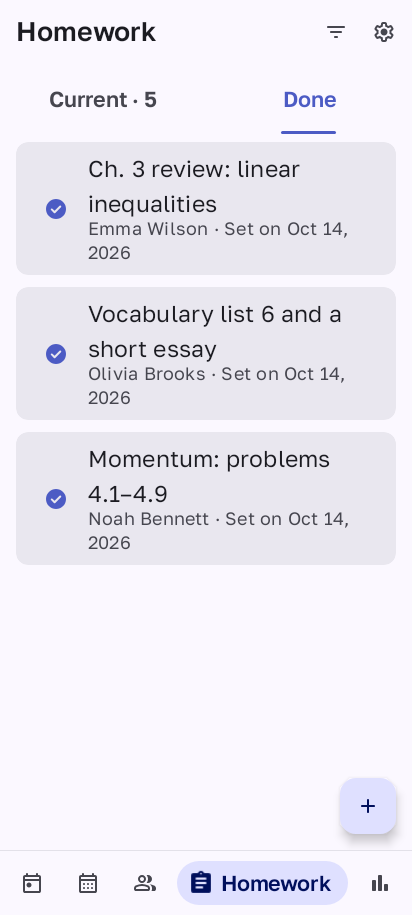 Homework
Current · 5
Done
Ch. 3 review: linear
inequalities
Emma Wilson · Set on Oct 14,
2026
Vocabulary list 6 and a
short essay
Olivia Brooks · Set on Oct 14,
2026
Momentum: problems
4.1–4.9
Noah Bennett · Set on Oct 14,
2026
Homework